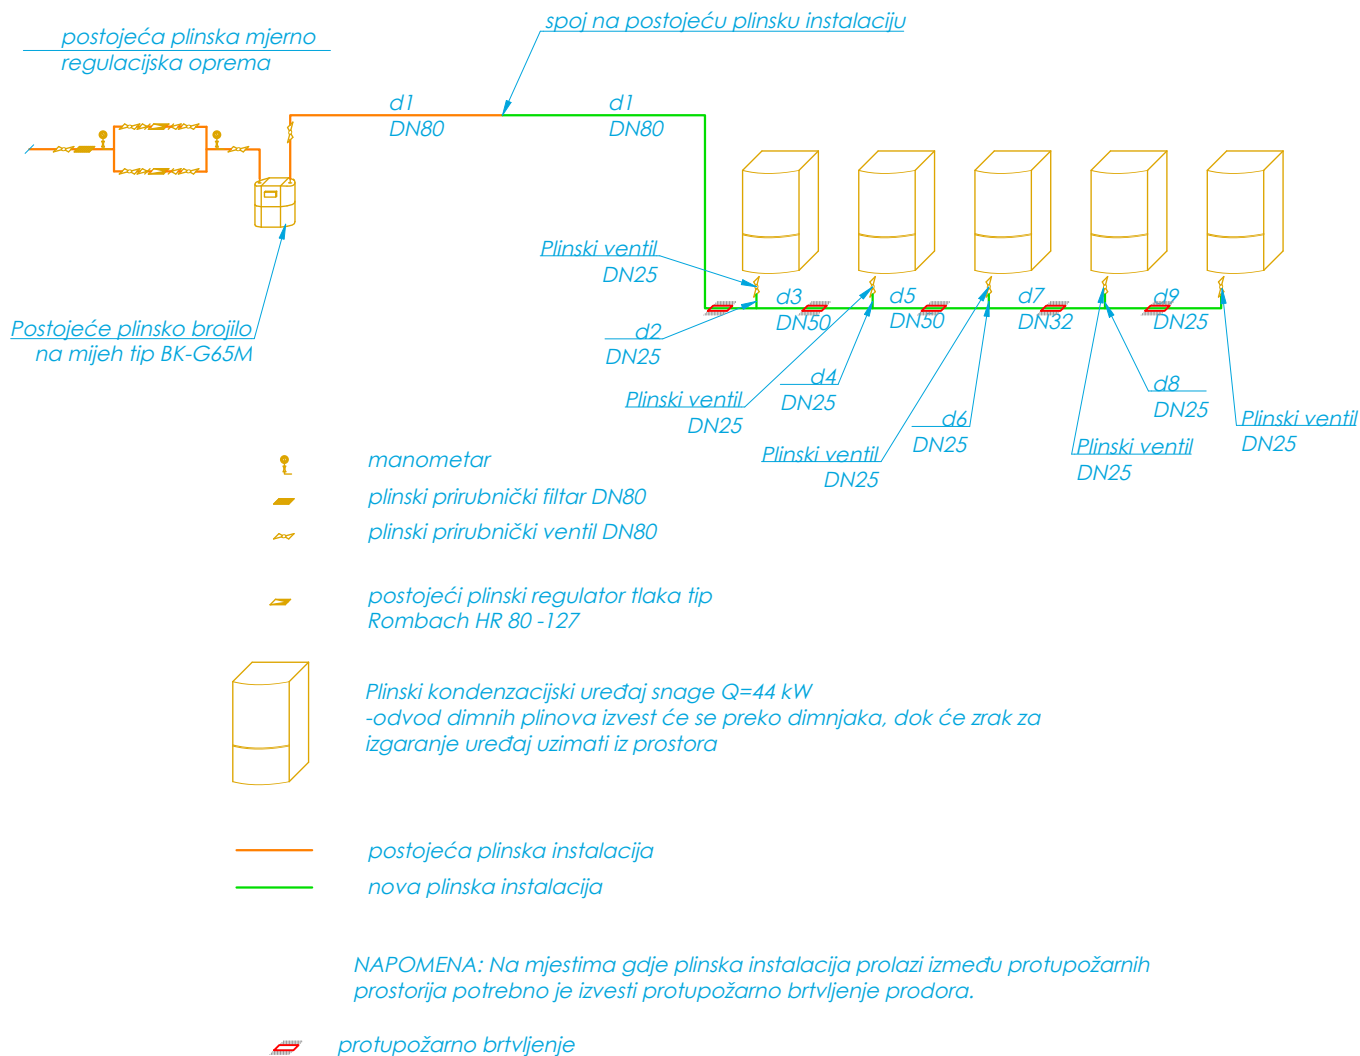 postojeća plinska mjerno
regulacijska oprema
spoj na postojeću plinsku instalaciju
d1
DN80
d1
DN80
Postojeće plinsko brojilo
na mijeh tip BK-G65M
Plinski ventil
DN25
d2
DN25
d3
DN50
Plinski ventil
DN25
d4
DN25
d5
DN50
Plinski ventil
DN25
d6
DN25
d7
DN32
Plinski ventil
DN25
d8
DN25
d9
DN25
Plinski ventil
DN25
manometar
plinski prirubnički filtar DN80
plinski prirubnički ventil DN80
postojeći plinski regulator tlaka tip
Rombach HR 80 -127
Plinski kondenzacijski uređaj snage Q=44 kW
-odvod dimnih plinova izvest će se preko dimnjaka, dok će zrak za
izgaranje uređaj uzimati iz prostora
postojeća plinska instalacija
nova plinska instalacija
NAPOMENA: Na mjestima gdje plinska instalacija prolazi između protupožarnih
prostorija potrebno je izvesti protupožarno brtvljenje prodora.
protupožarno brtvljenje